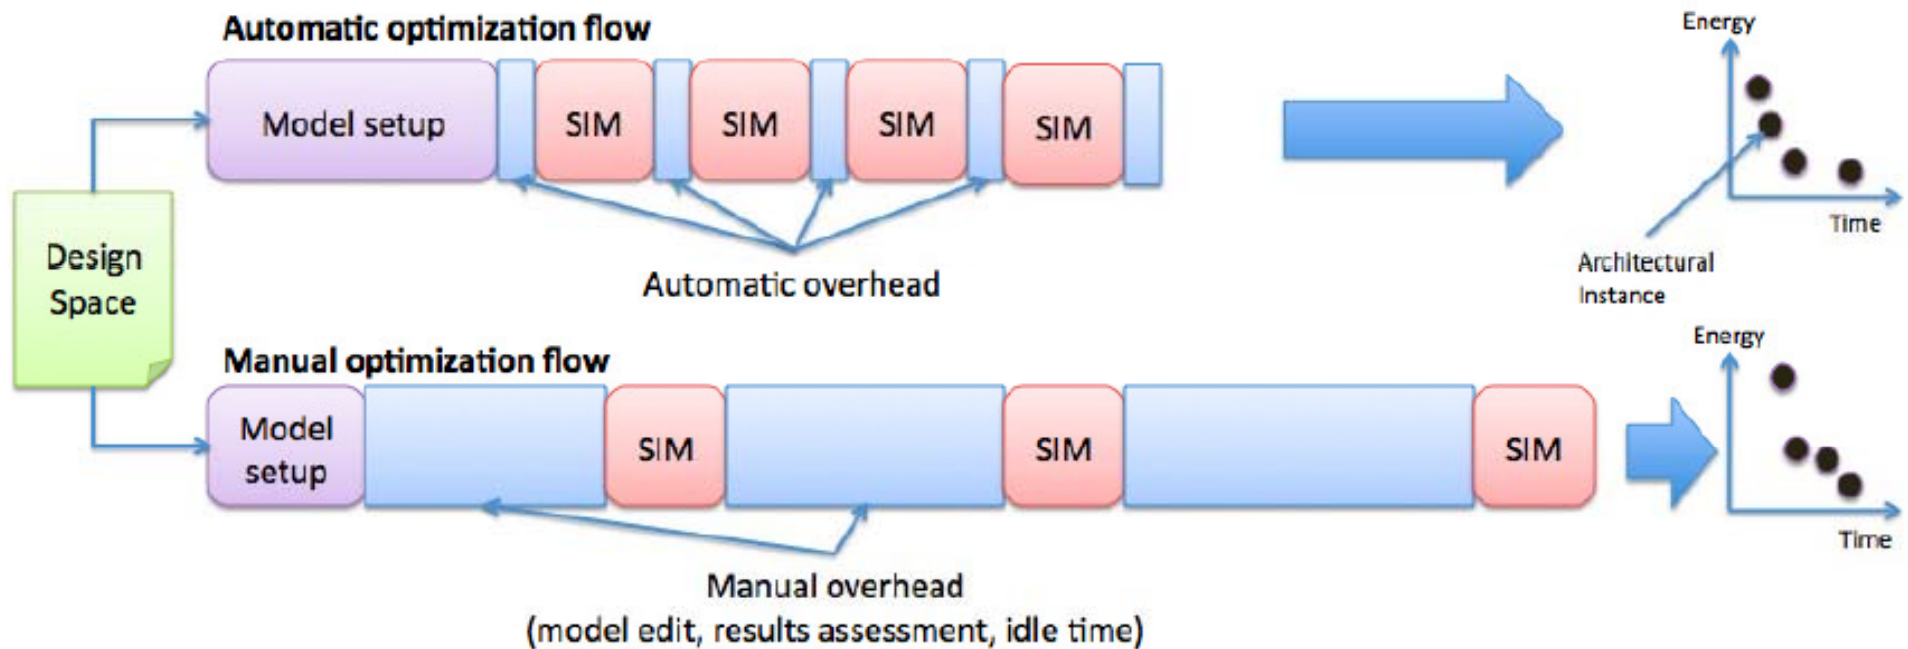 Automatic optimization flow
Model setup
SIM
SIM
SIM
SIM
Energy
Time
Architectural
Instance
Automatic overhead
Design
Space
Manual optimization flow
Model
setup
SIM
SIM
SIM
Energy
Time
Manual overhead
(model edit, results assessment, idle time)